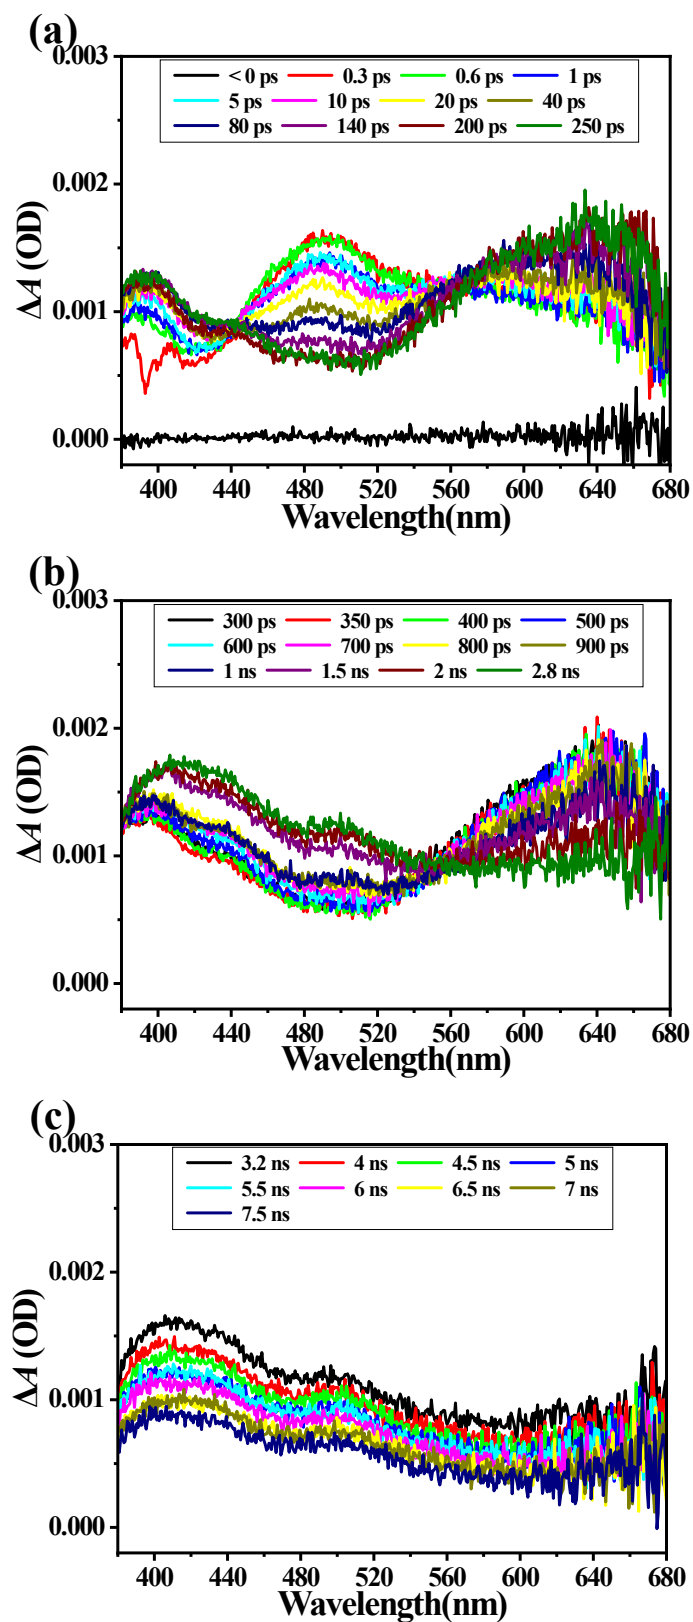 (a)
0.003
< 0 ps 0.3 ps 0.6 ps 1 ps
5 ps 10 ps 20 ps 40 ps
80 ps 140 ps 200 ps 250 ps
0.002
0.001
0.000
ΔA (OD)
400 440 480 520 560 600 640 680
Wavelength(nm)
(b)
0.003
300 ps 350 ps 400 ps 500 ps
600 ps 700 ps 800 ps 900 ps
1 ns 1.5 ns 2 ns 2.8 ns
0.002
0.001
0.000
ΔA (OD)
400 440 480 520 560 600 640 680
Wavelength(nm)
(c)
0.003
3.2 ns 4 ns 4.5 ns 5 ns
5.5 ns 6 ns 6.5 ns 7 ns
7.5 ns
0.002
0.001
0.000
ΔA (OD)
400 440 480 520 560 600 640 680
Wavelength(nm)